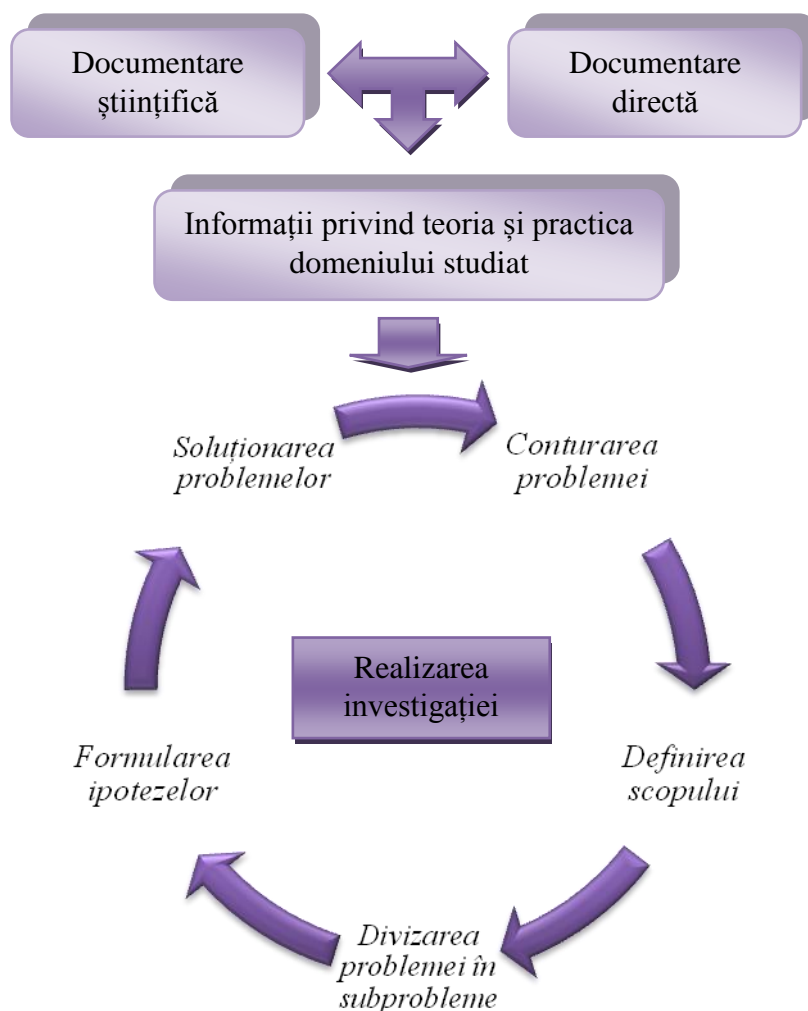 Documentare
științifică
Documentare
directă
Informații privind teoria și practica
domeniului studiat
Soluționarea
problemelor
Conturarea
problemei
Realizarea
investigației
Formularea
ipotezelor
Definirea
scopului
Divizarea
problemei în
subprobleme